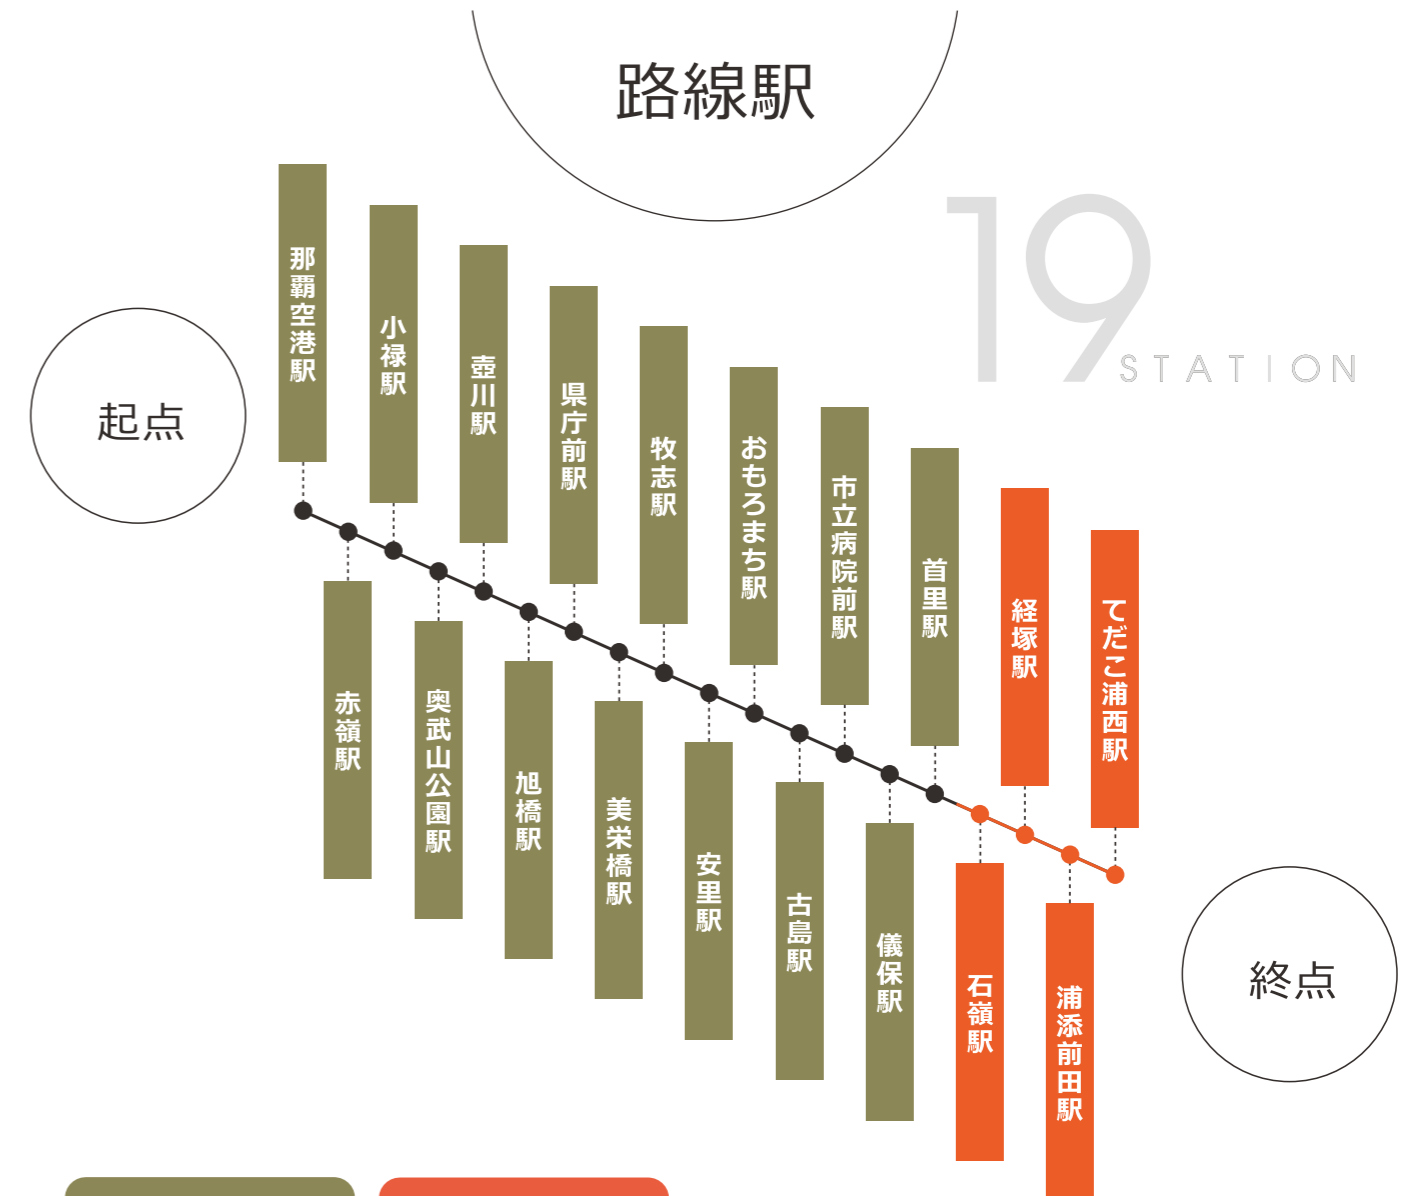 路線駅
19
STATION
起点
那覇空港駅
赤嶺駅
小禄駅
奥武山公園駅
壺川駅
旭橋駅
県庁前駅
美栄橋駅
牧志駅
安里駅
おもろまち駅
古島駅
市立病院前駅
儀保駅
首里駅
石嶺駅
経塚駅
浦添前田駅
てだこ浦西駅
終点